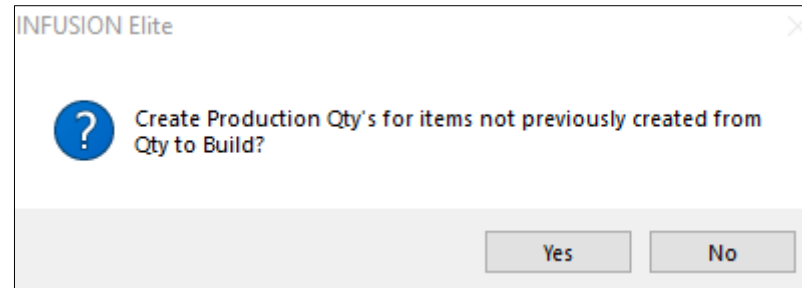 INFUSION Elite
Create Production Qty's for items not previously created from
Qty to Build?
Yes
No